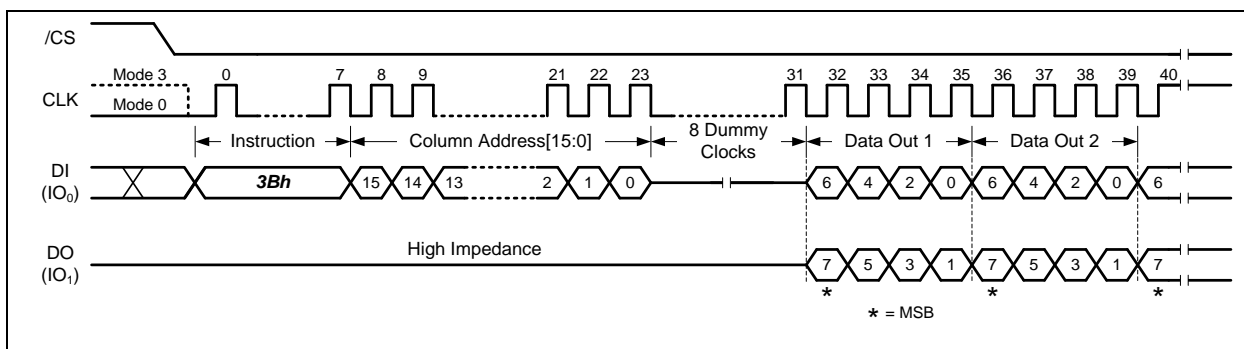 /CS
Mode 3 0 7 8 9 21 22 23 31 32 33 34 35 36 37 38 39 40
CLK Mode 0
Instruction Column Address[15:0] 8 Dummy Clocks Data Out 1 Data Out 2
DI (IO0) 3Bh 15 14 13 2 1 0 6 4 2 0 6 4 2 0 6
High Impedance
DO (IO1) 7 5 3 1 7 5 3 1 7
* * *
* = MSB